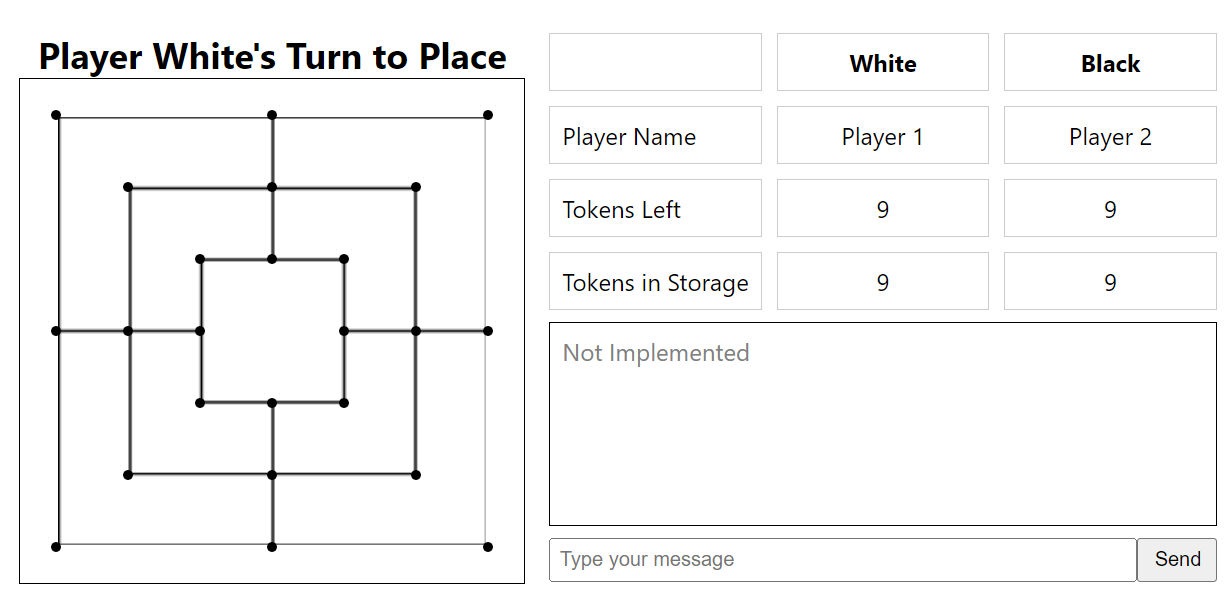 Player White's Turn to Place
White Black
Player Name Player 1 Player 2
Tokens Left 9 9
Tokens in Storage 9 9
Not Implemented
Type your message Send